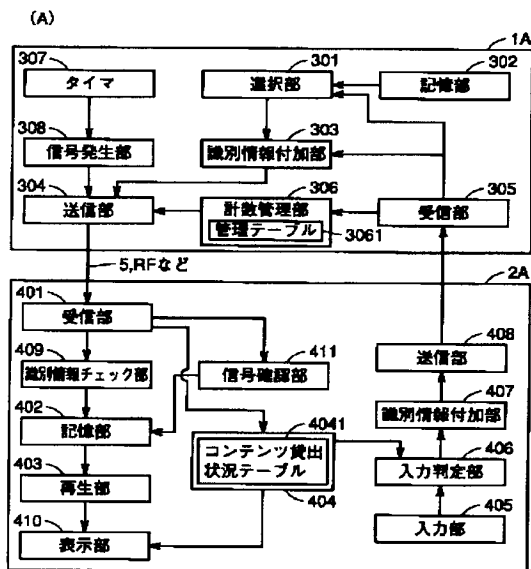 (A)
1A
307
タイマ
301
選択部
302
記憶部
308
信号発生部
303
識別情報付加部
304
送信部
306
計数管理部
管理テーブル
3061
305
受信部
5,RFなど
2A
401
受信部
409
識別情報チェック部
411
信号確認部
408
送信部
402
記憶部
407
識別情報付加部
4041
コンテンツ貸出
状況テーブル
404
406
入力判定部
403
再生部
405
入力部
410
表示部